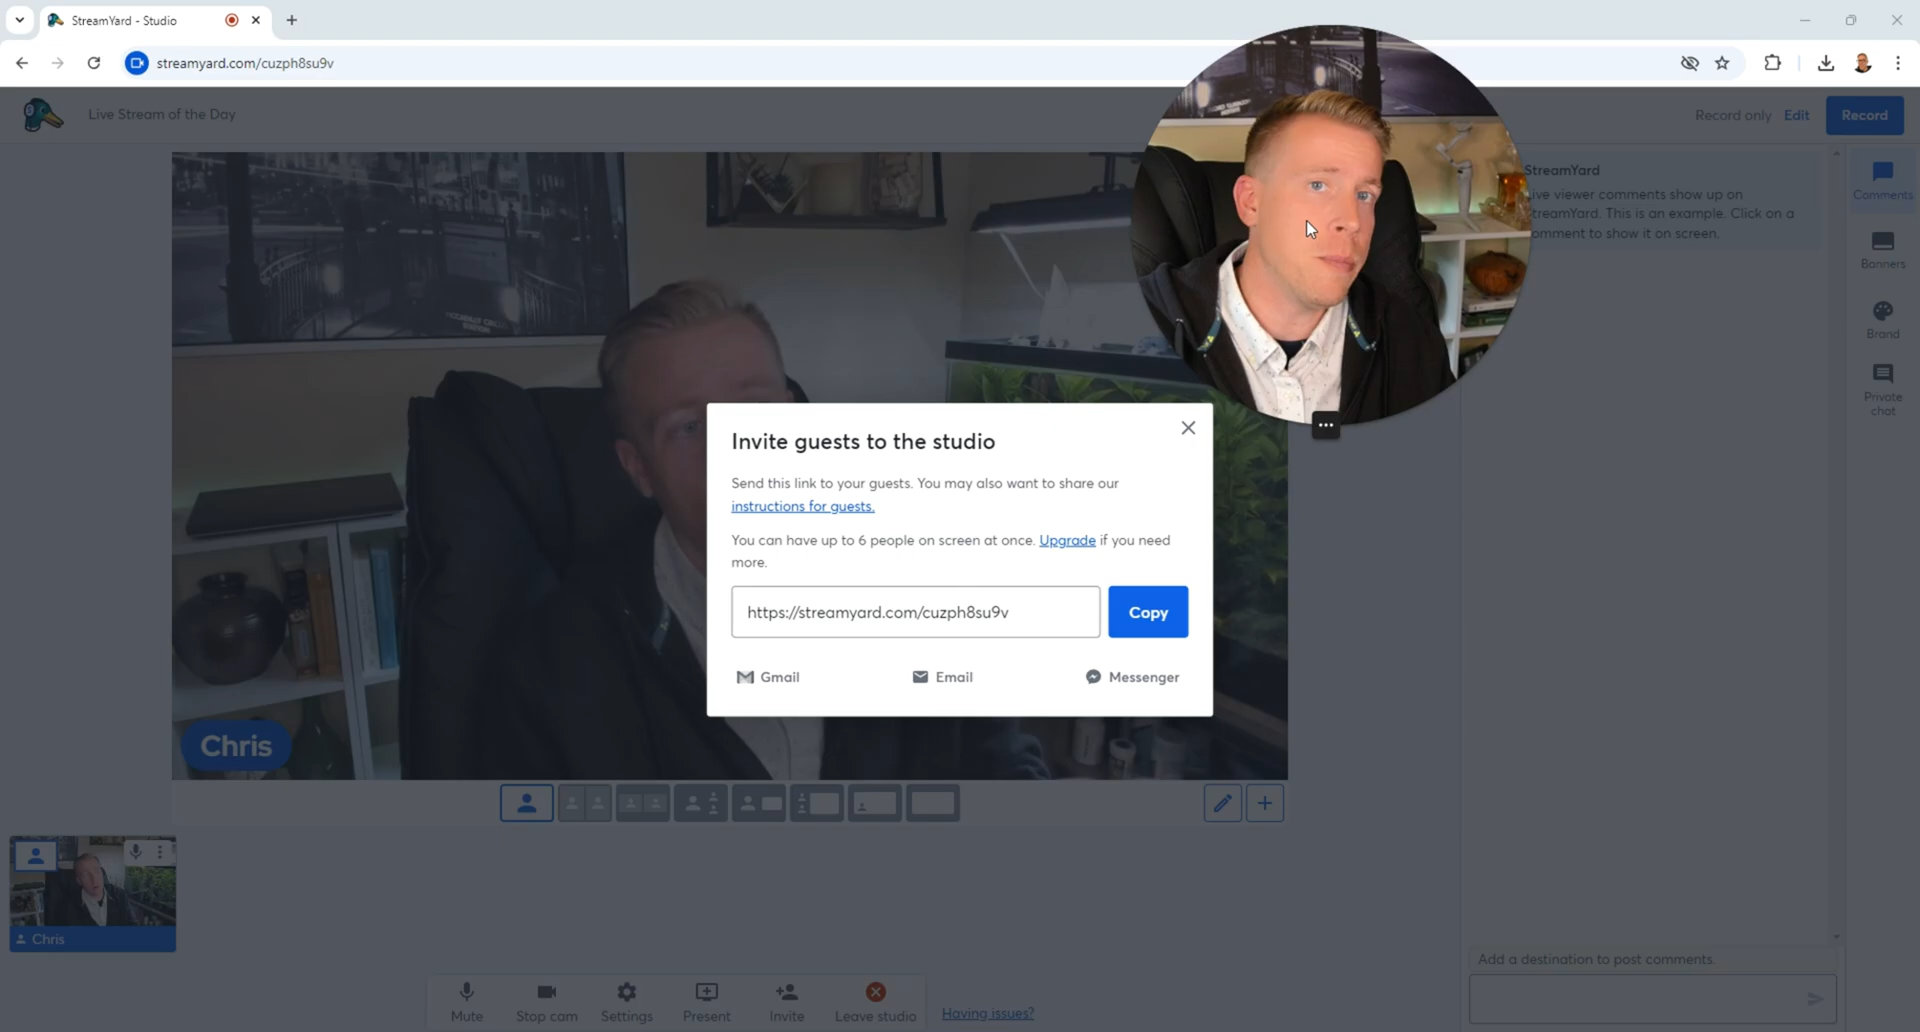 StreamYard - Studio
streamyard.com/cuzph8su9v
Live Stream of the Day
Record only
Edit
Record
StreamYard
ive viewer comments show up on
treamYard. This is an example. Click on a
omment to show it on screen.
Comments
Banners
Brand
Private
chat
Invite guests to the studio
Send this link to your guests. You may also want to share our
instructions for guests.
You can have up to 6 people on screen at once. Upgrade if you need
more.
https://streamyard.com/cuzph8su9v
Copy
Gmail
Email
Messenger
Chris
Chris
Add a destination to post comments.
Mute
Stop cam
Settings
Present
Invite
Leave studio
Having issues?